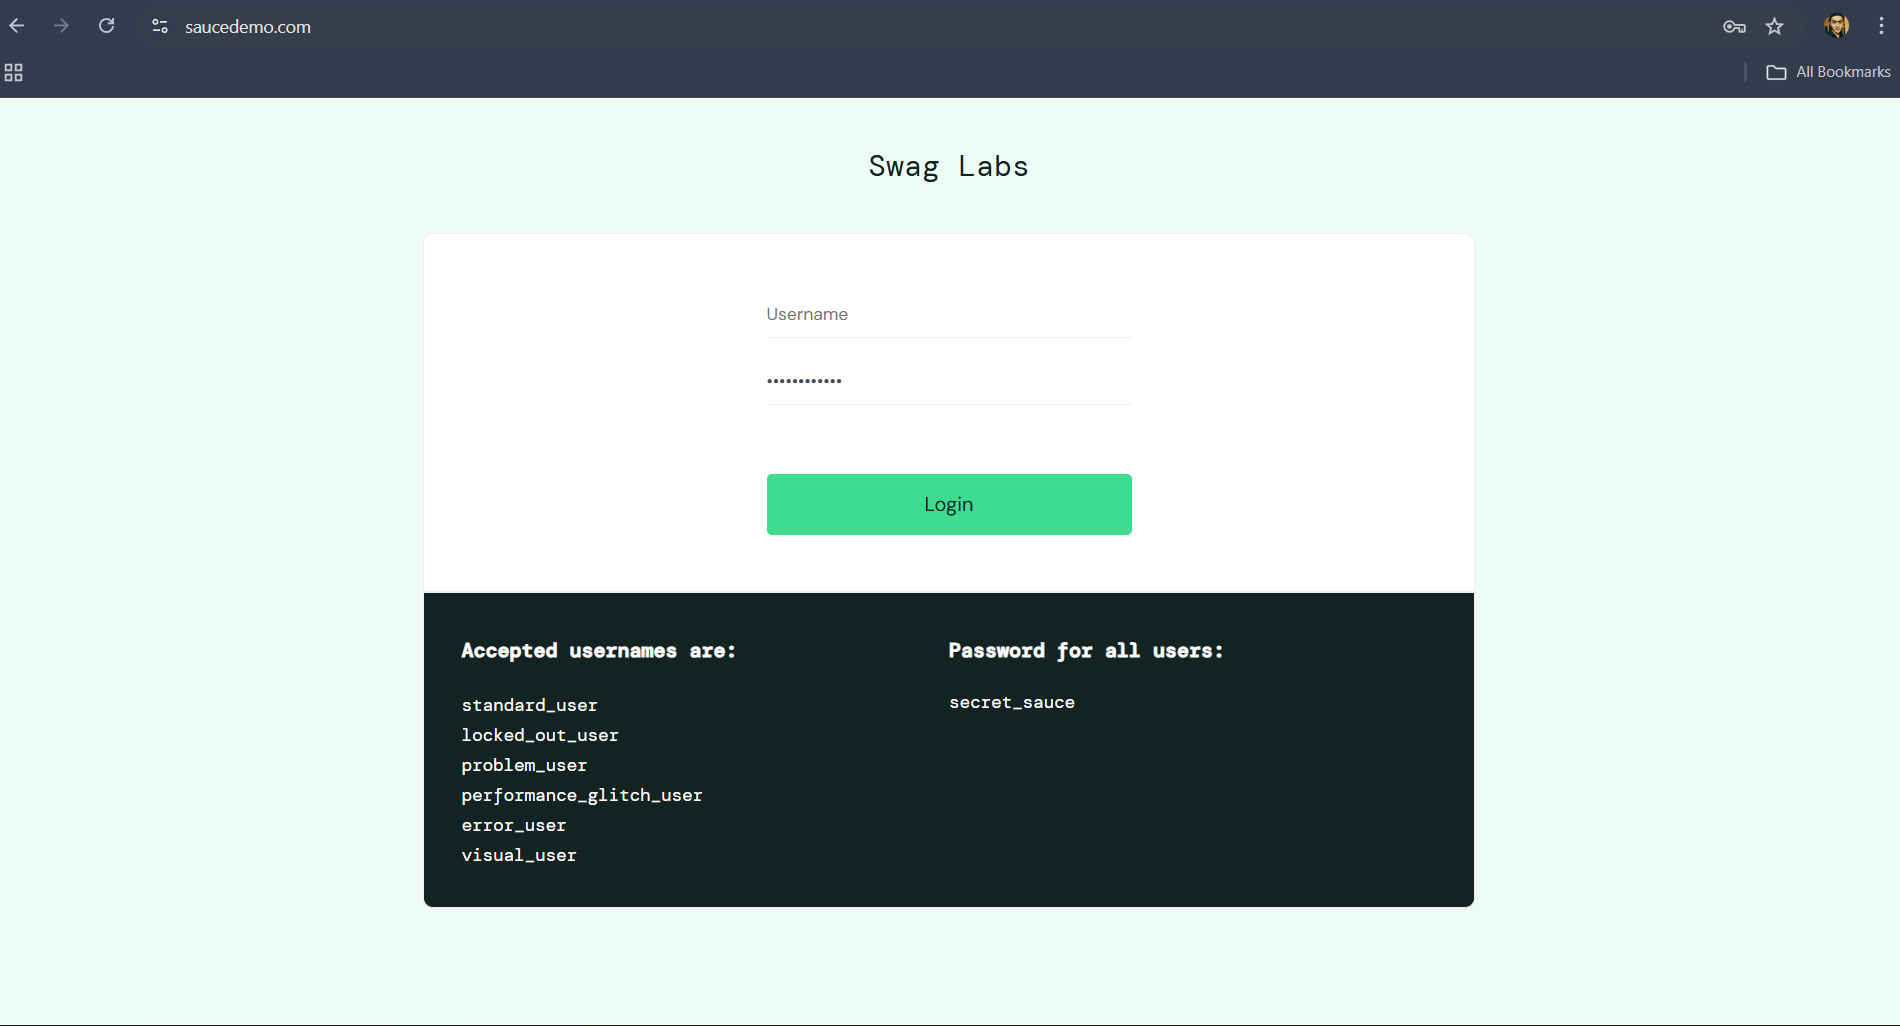 saucedemo.com
All Bookmarks
Swag Labs
Username
••••••••••••
Login
Accepted usernames are:
standard_user
locked_out_user
problem_user
performance_glitch_user
error_user
visual_user
Password for all users:
secret_sauce